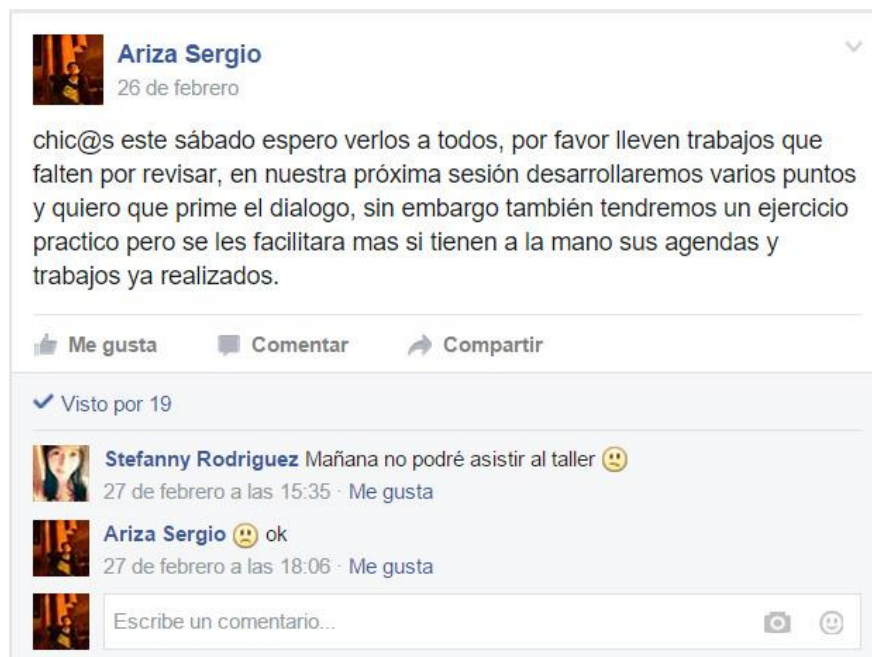 Ariza Sergio
26 de febrero
chic@s este sábado espero verlos a todos, por favor lleven trabajos que
falten por revisar, en nuestra próxima sesión desarrollaremos varios puntos
y quiero que prime el dialogo, sin embargo también tendremos un ejercicio
practico pero se les facilitara mas si tienen a la mano sus agendas y
trabajos ya realizados.
Me gusta Comentar Compartir
Visto por 19
Stefanny Rodriguez Mañana no podré asistir al taller
27 de febrero a las 15:35 · Me gusta
Ariza Sergio ok
27 de febrero a las 18:06 · Me gusta
Escribe un comentario...